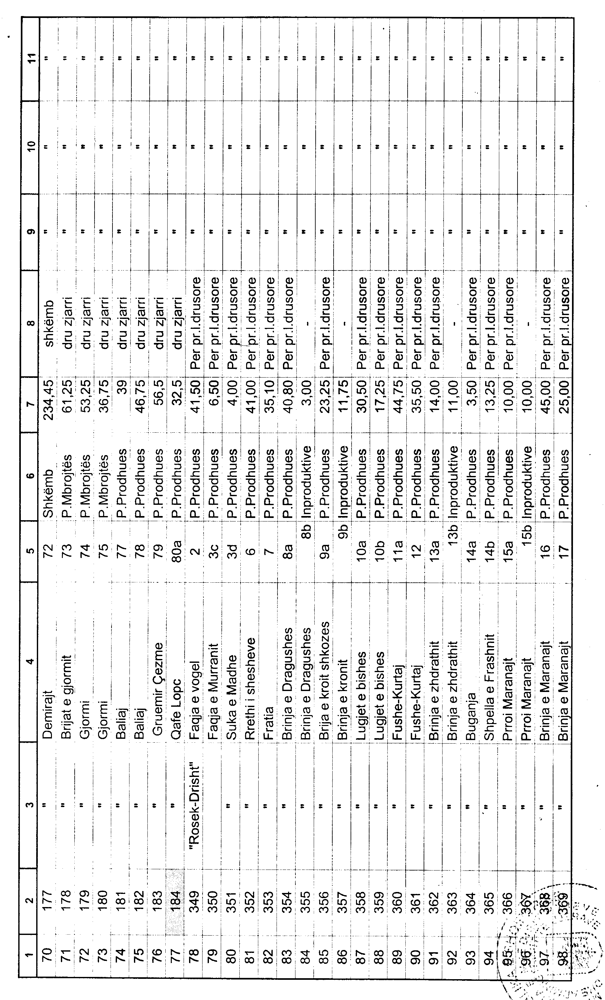 1 2 3 4 5 6 7 8 9 10 11
70 177 " Demirajt 72 Shkëmb 234,45 shkëmb " " "
71 178 " Brijat e gjormit 73 P.Mbrojtës 61,25 dru zjarri " " "
72 179 " Gjormi 74 P.Mbrojtës 53,25 dru zjarri " " "
73 180 " Gjormi 75 P.Mbrojtës 36,75 dru zjarri " " "
74 181 " Baliaj 77 P.Prodhues 39 dru zjarri " " "
75 182 " Baliaj 78 P.Prodhues 46,75 dru zjarri " " "
76 183 " Gruemir Çezme 79 P.Prodhues 56,5 dru zjarri " " "
77 184 " Qafe Lopc 80a P.Prodhues 32,5 dru zjarri " " "
78 349 "Rosek-Drisht" Faqja e vogel 2 P.Prodhues 41,50 Per pr.l.drusore " " "
79 350 Faqja e Murranit 3c P.Prodhues 6,50 Per pr.l.drusore " " "
80 351 " Suka e Madhe 3d P.Prodhues 4,00 Per pr.l.drusore " " "
81 352 " Rrethi i shesheve 6 P.Prodhues 41,00 Per pr.l.drusore " " "
82 353 " Fratia 7 P.Prodhues 35,10 Per pr.l.drusore " " "
83 354 " Brinja e Dragushes 8a P.Prodhues 40,80 Per pr.l.drusore " " "
84 355 " Brinja e Dragushes 8b Inproduktive 3,00 - " " "
85 356 " Brija e kroit shkozes 9a P.Prodhues 23,25 Per pr.l.drusore " " "
86 357 " Brinja e kronit 9b Inproduktive 11,75 - " " "
87 358 " Lugjet e bishes 10a P.Prodhues 30,50 Per pr.l.drusore " " "
88 359 " Lugjet e bishes 10b P.Prodhues 17,25 Per pr.l.drusore " " "
89 360 " Fushe-Kurtaj 11a P.Prodhues 44,75 Per pr.l.drusore " " "
90 361 " Fushe-Kurtaj 12 P.Prodhues 35,50 Per pr.l.drusore " " "
91 362 " Brinja e zhdrathit 13a P.Prodhues 14,00 Per pr.l.drusore " " "
92 363 " Brinja e zhdrathit 13b Inproduktive 11,00 - " " "
93 364 " Buganja 14a P.Prodhues 3,50 Per pr.l.drusore " " "
94 365 " Shpella e Frashnit 14b P.Prodhues 13,25 Per pr.l.drusore " " "
95 366 " Prroi Maranajt 15a P.Prodhues 10,00 Per pr.l.drusore " " "
96 367 " Prroi Maranajt 15b Inproduktive 10,00 - " " "
97 368 " Brinja e Maranajt 16 P.Prodhues 45,00 Per pr.l.drusore " " "
98 369 " Brinja e Maranajt 17 P.Prodhues 25,00 Per pr.l.drusore " " "